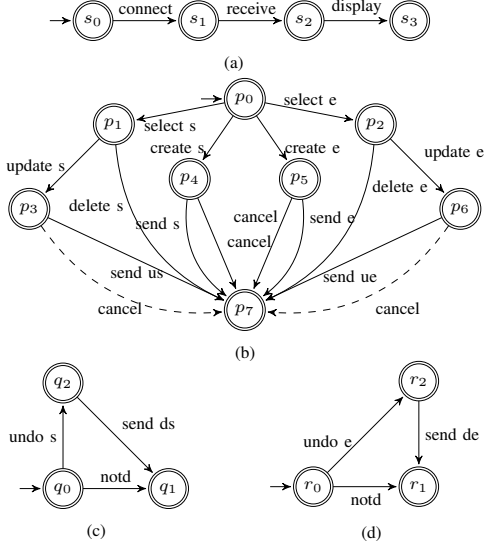 connect receive display
s0 s1 s2 s3
(a)
p0
select s select e
p1 p2
create s create e
update s update e
p4 p5
p3 p6
delete s delete e
send s cancel send e
cancel
send us send ue
cancel cancel
p7
(b)
q2 r2
undo s send ds undo e send de
notd notd
q0 q1 r0 r1
(c) (d)